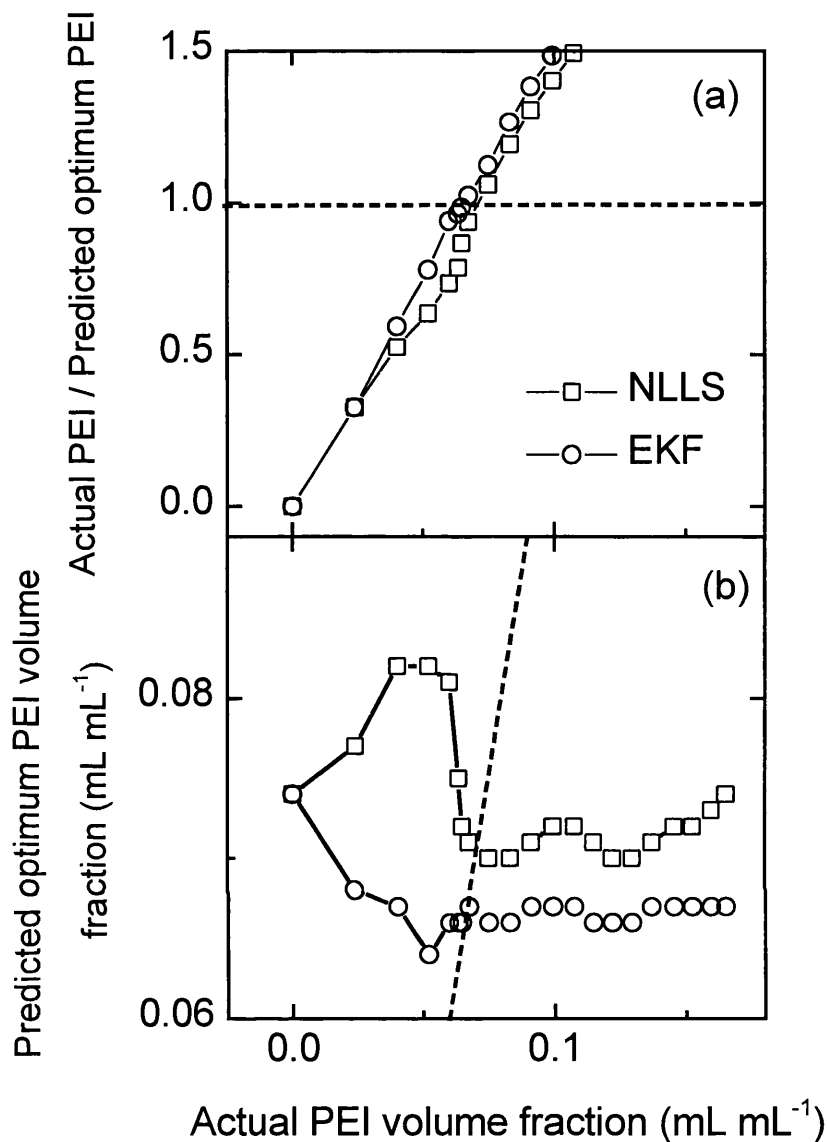 Actual PEI / Predicted optimum PEI
1.5
1.0
0.5
0.0
(a)
NLLS
EKF
Predicted optimum PEI volume
fraction (mL mL⁻¹)
0.08
0.06
(b)
0.0
0.1
Actual PEI volume fraction (mL mL⁻¹)